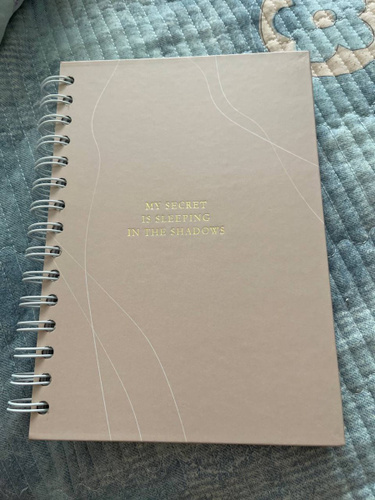 MY SECRET
IS SLEEPING
IN THE SHADOWS